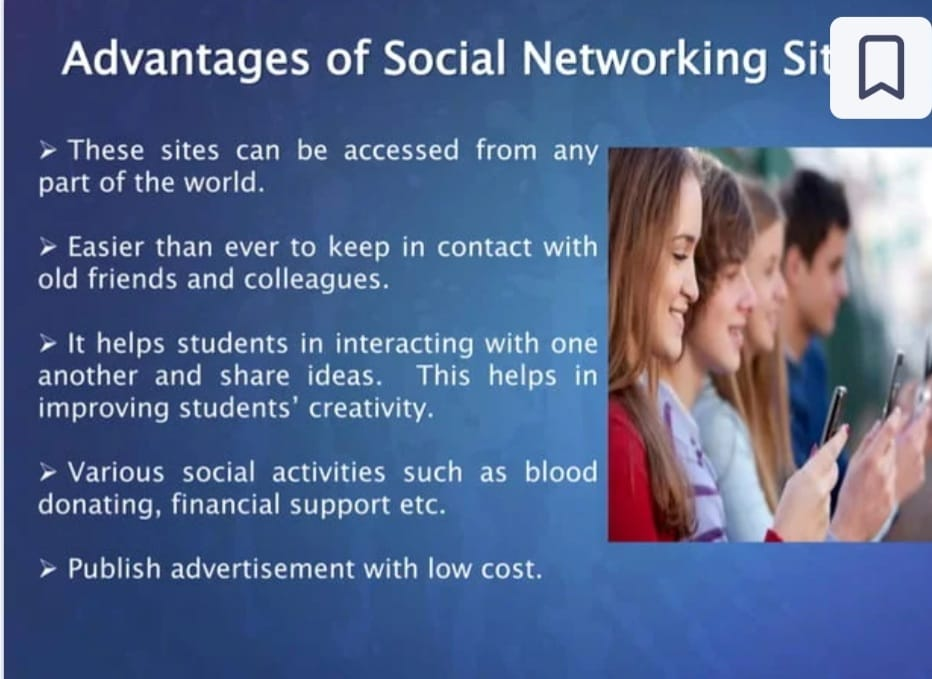 Advantages of Social Networking Sit
➤ These sites can be accessed from any
part of the world.
➤ Easier than ever to keep in contact with
old friends and colleagues.
➤ It helps students in interacting with one
another and share ideas. This helps in
improving students’ creativity.
➤ Various social activities such as blood
donating, financial support etc.
➤ Publish advertisement with low cost.